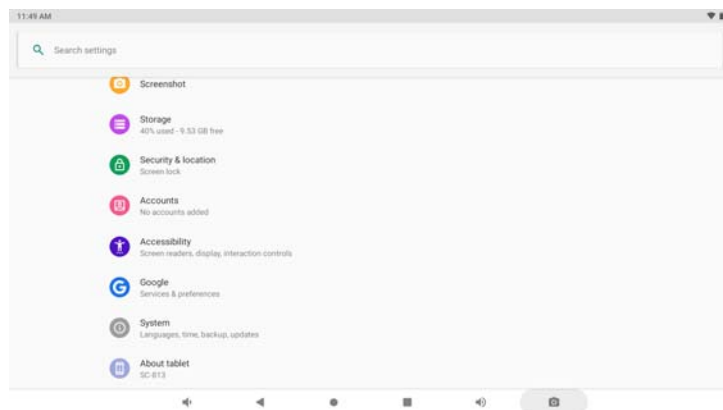 11:49 AM
Search settings
Screenshot
Storage
40% used - 9.53 GB free
Security & location
Screen lock
Accounts
No accounts added
Accessibility
Screen readers, display, interaction controls
Google
Services & preferences
System
Languages, time, backup, updates
About tablet
SC-813